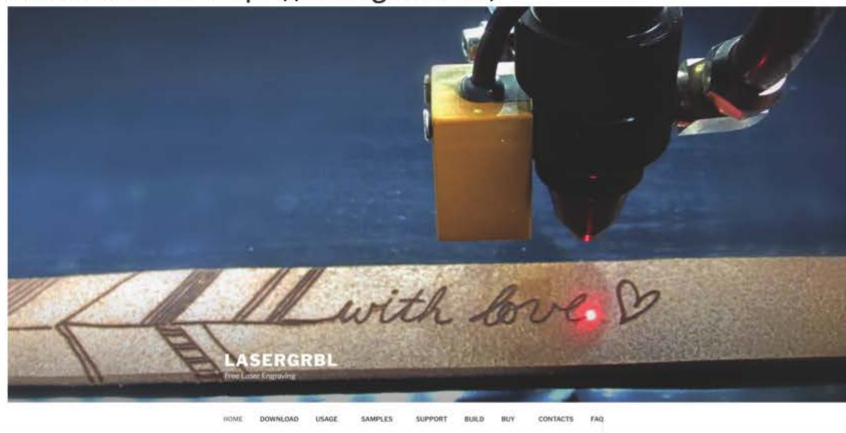 with love
LASERGRBL
Free Laser Engraving
HOME DOWNLOAD USAGE SAMPLES SUPPORT BUILD BUY CONTACTS FAQ